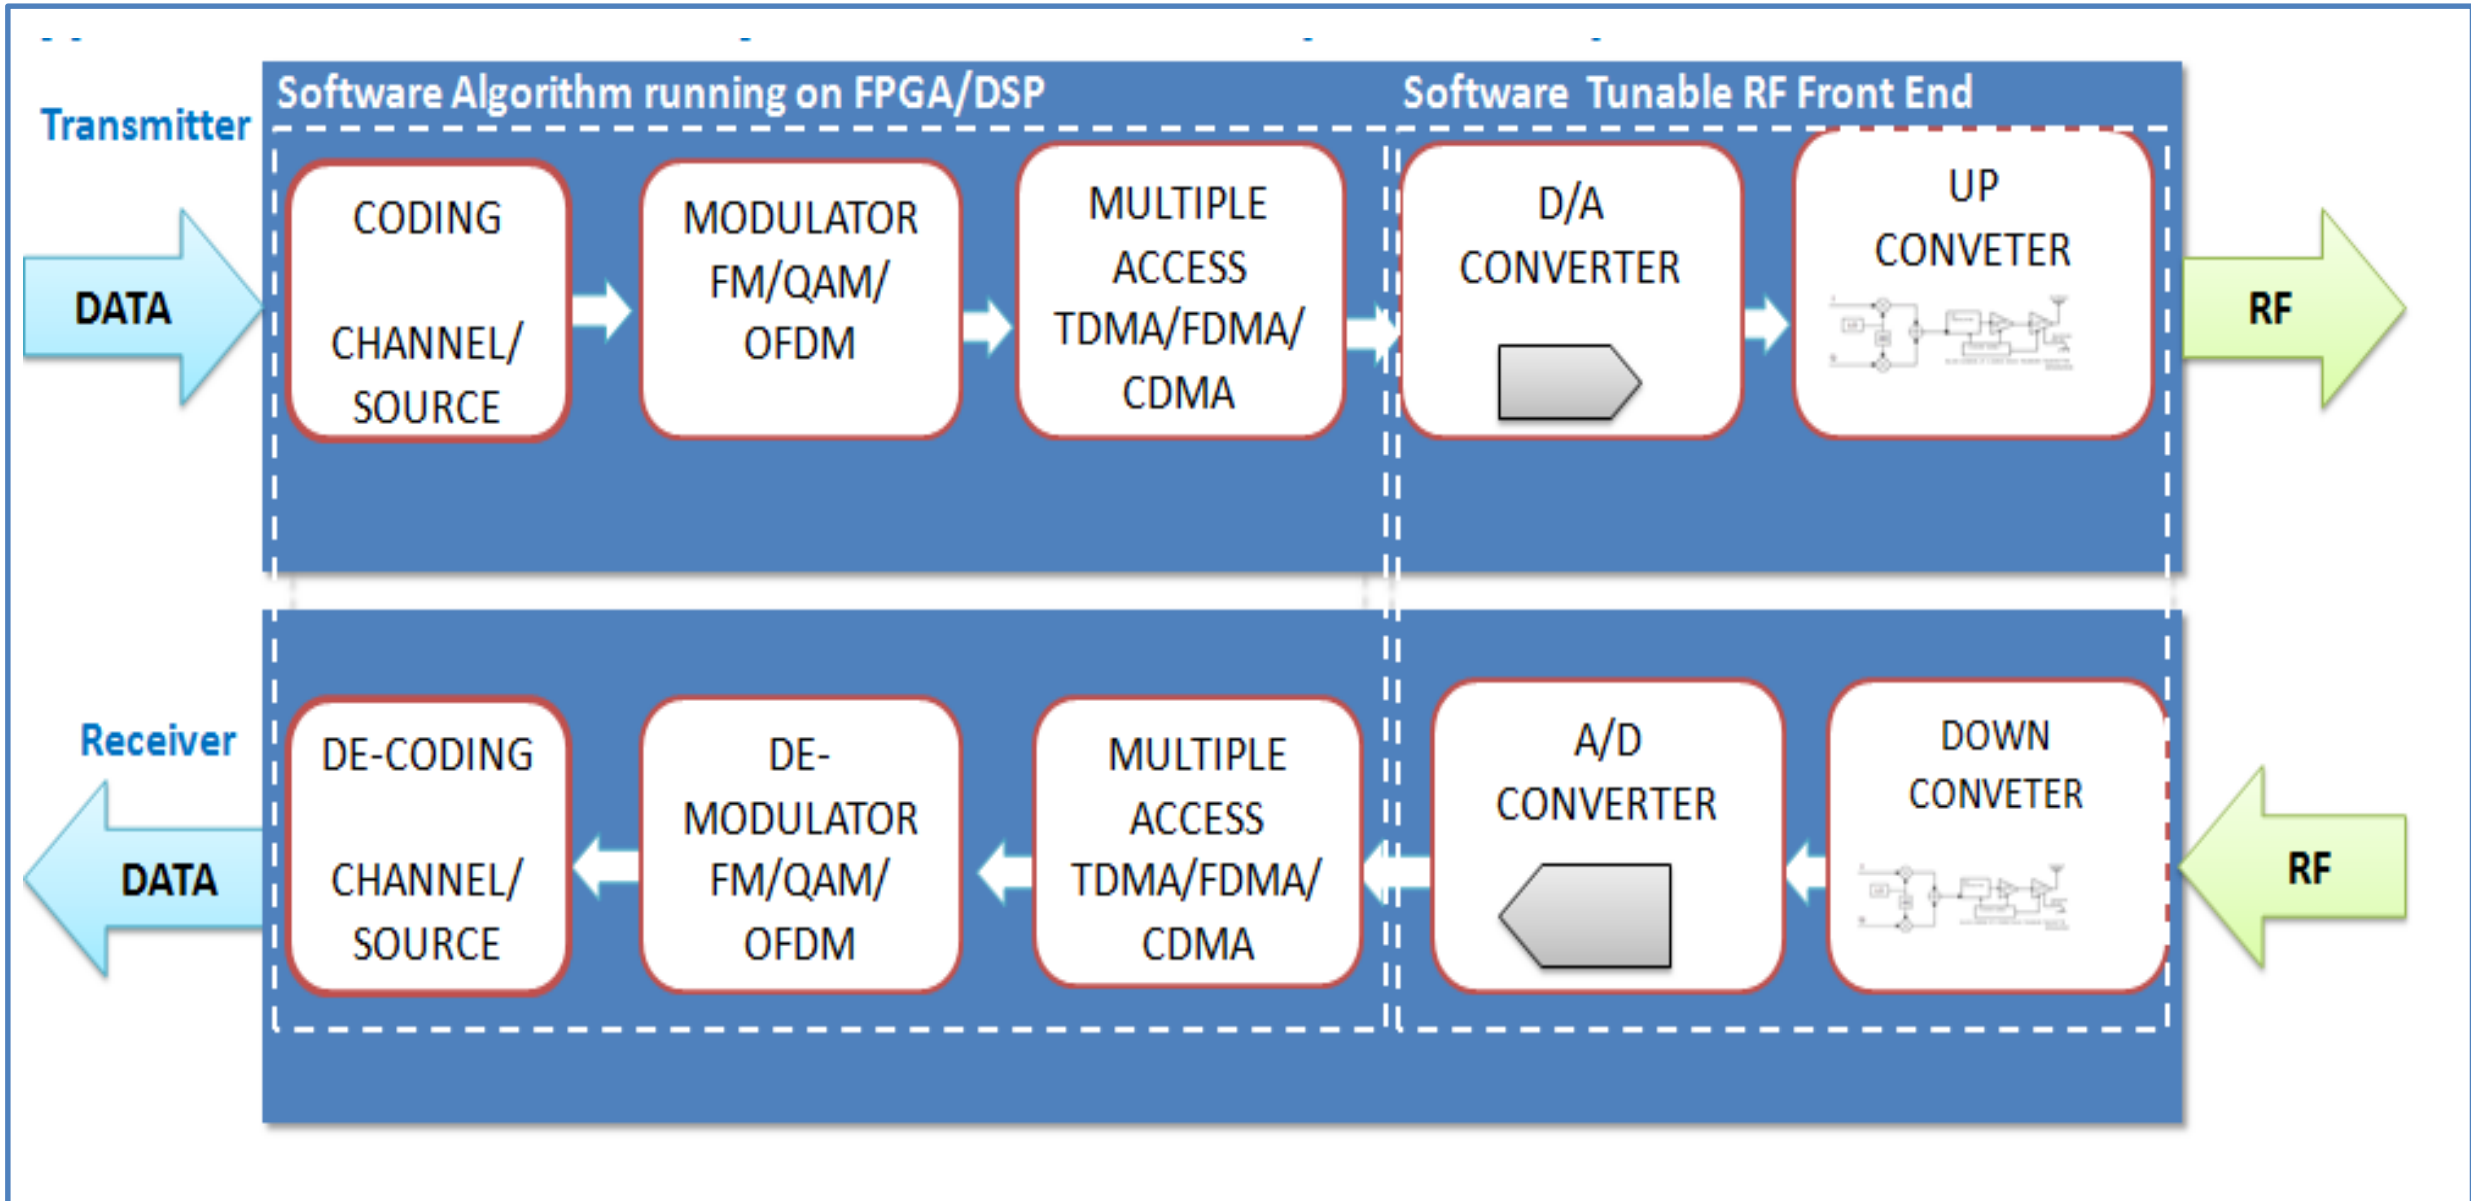 Software Algorithm running on FPGA/DSP
Software Tunable RF Front End
Transmitter
DATA
CODING
CHANNEL/
SOURCE
MODULATOR
FM/QAM/
OFDM
MULTIPLE
ACCESS
TDMA/FDMA/
CDMA
D/A
CONVERTER
UP
CONVETER
RF
Receiver
DATA
DE-CODING
CHANNEL/
SOURCE
DE-
MODULATOR
FM/QAM/
OFDM
MULTIPLE
ACCESS
TDMA/FDMA/
CDMA
A/D
CONVERTER
DOWN
CONVETER
RF